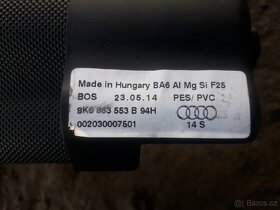 Made in Hungary BA6 Al Mg Si F25
BOS 23.05.14 PES/ PVC
8K9 863 553 B 94H
002030007501 14 S
Bazoš.cz